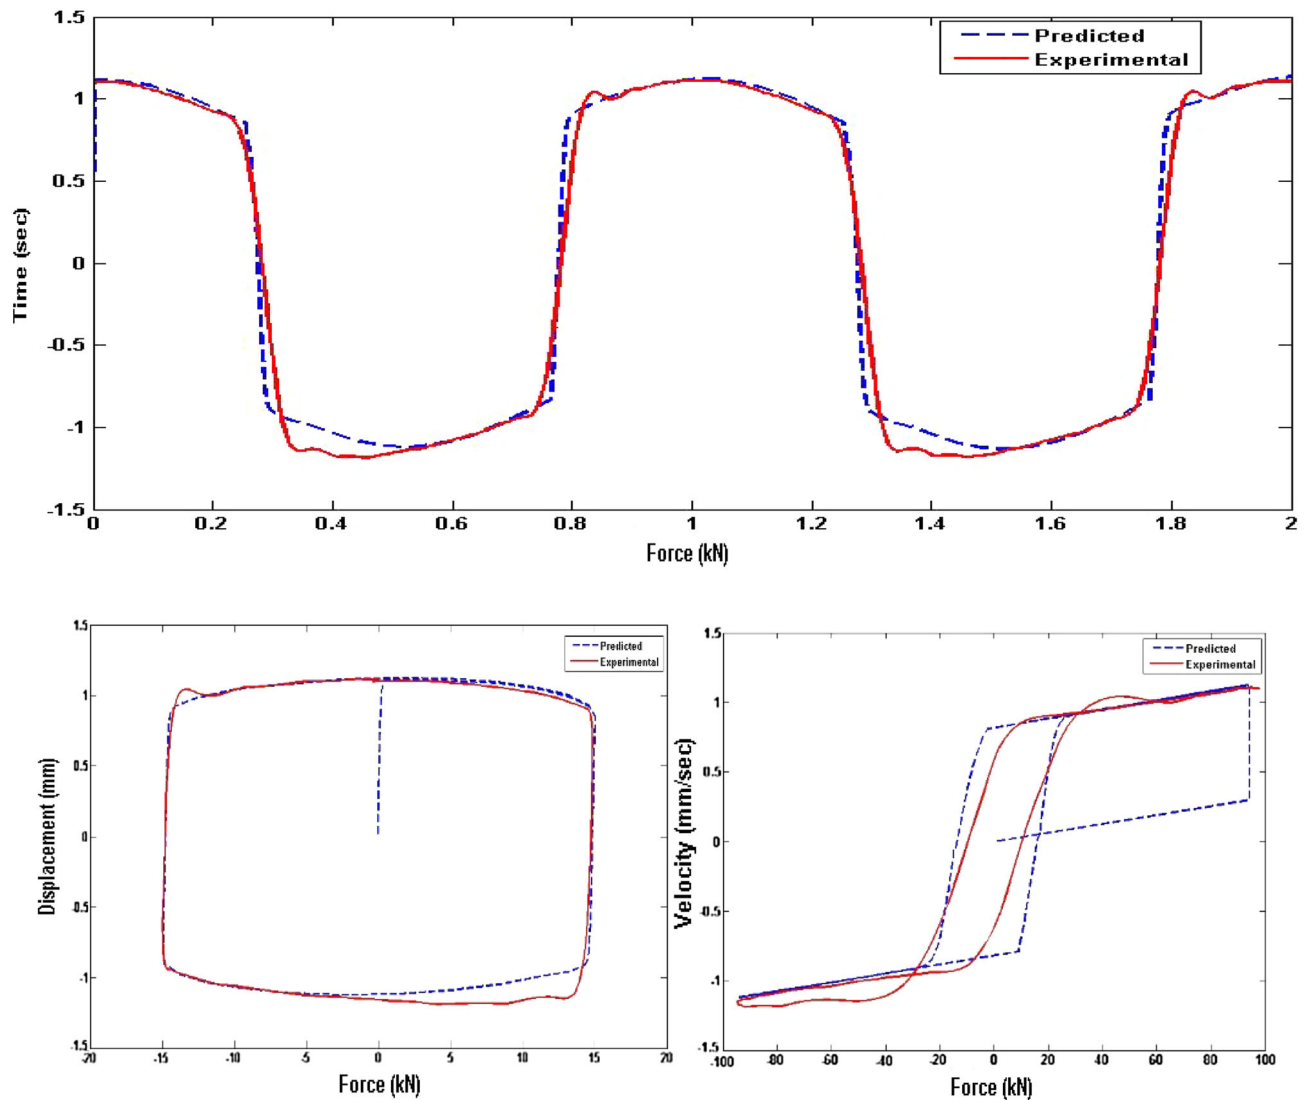 1.5
Predicted
Experimental
1
0.5
0
-0.5
-1
-1.5
Time (sec)
0 0.2 0.4 0.6 0.8 1 1.2 1.4 1.6 1.8 2
Force (kN)
1.5
Predicted
Experimental
1
0.5
0
-0.5
-1
-1.5
Displacement (mm)
-20 -15 -10 -5 0 5 10 15 20
Force (kN)
1.5
Predicted
Experimental
1
0.5
0
-0.5
-1
-1.5
Velocity (mm/sec)
-100 -80 -60 -40 -20 0 20 40 60 80 100
Force (kN)